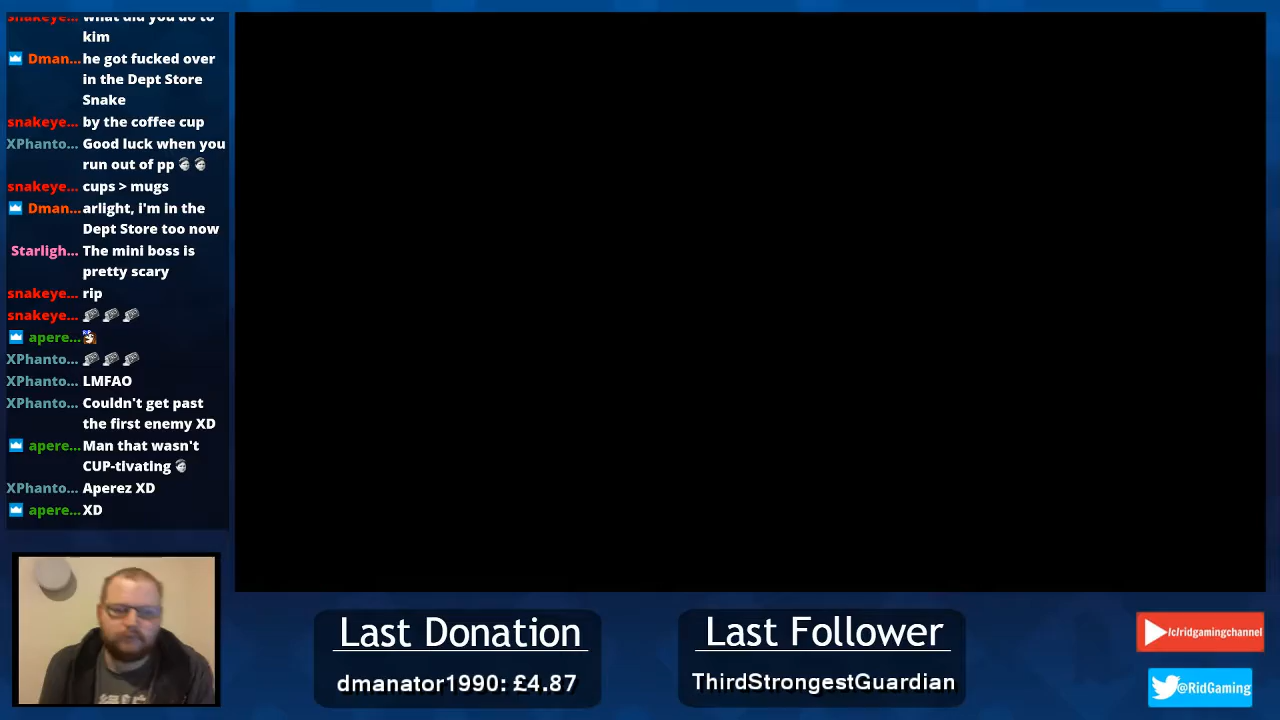 snakeye... what did you do to
kim
Dman... he got fucked over
in the Dept Store
Snake
snakeye... by the coffee cup
XPhanto... Good luck when you
run out of pp
snakeye... cups > mugs
Dman... arlight, i'm in the
Dept Store too now
Starligh... The mini boss is
pretty scary
snakeye... rip
snakeye...
apere...
XPhanto...
XPhanto... LMFAO
XPhanto... Couldn't get past
the first enemy XD
apere... Man that wasn't
CUP-tivating
XPhanto... Aperez XD
apere... XD
Last Donation
dmanator1990: £4.87
Last Follower
ThirdStrongestGuardian
/c/ridgamingchannel
@RidGaming